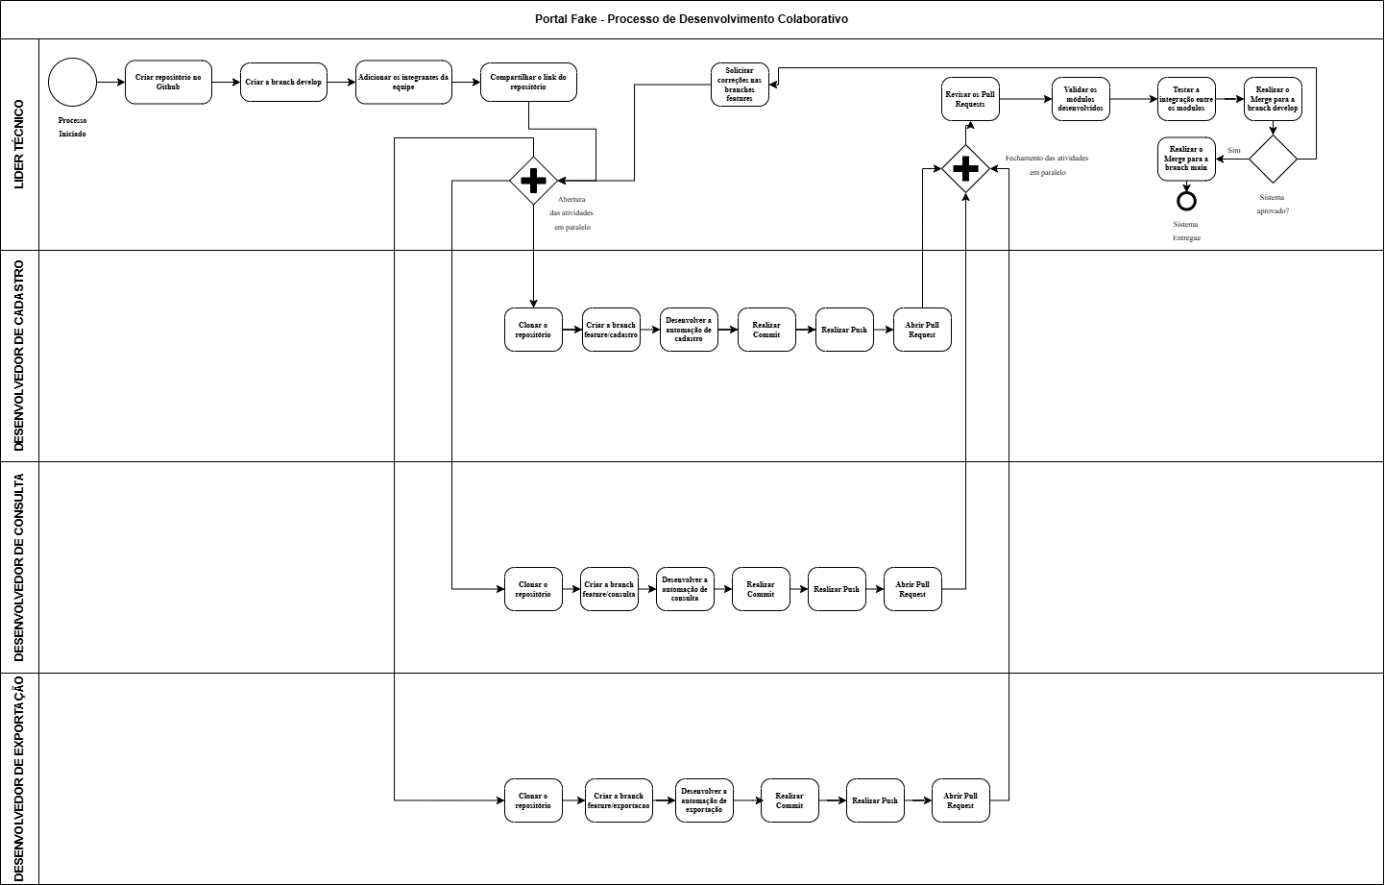 Portal Fake - Processo de Desenvolvimento Colaborativo
LIDER TÉCNICO
Processo
Iniciado
Criar repositório no
Github
Criar a branch develop
Adicionar os integrantes da
equipe
Compartilhar o link do
repositório
Solicitar
correções nas
branches
features
Abertura
das atividades
em paralelo
Revisar os Pull
Requests
Validar os
módulos
desenvolvidos
Testar a
integração entre
os modulos
Realizar o
Merge para a
branch develop
Fechamento das atividades
em paralelo
Realizar o
Merge para a
branch main
Sim
Sistema
aprovado?
Sistema
Entregue
DESENVOLVEDOR DE CADASTRO
Clonar o
repositório
Criar a branch
feature/cadastro
Desenvolver a
automação de
cadastro
Realizar
Commit
Realizar Push
Abrir Pull
Request
DESENVOLVEDOR DE CONSULTA
Clonar o
repositório
Criar a branch
feature/consulta
Desenvolver a
automação de
consulta
Realizar
Commit
Realizar Push
Abrir Pull
Request
DESENVOLVEDOR DE EXPORTAÇÃO
Clonar o
repositório
Criar a branch
feature/exportacao
Desenvolver a
automação de
exportação
Realizar
Commit
Realizar Push
Abrir Pull
Request